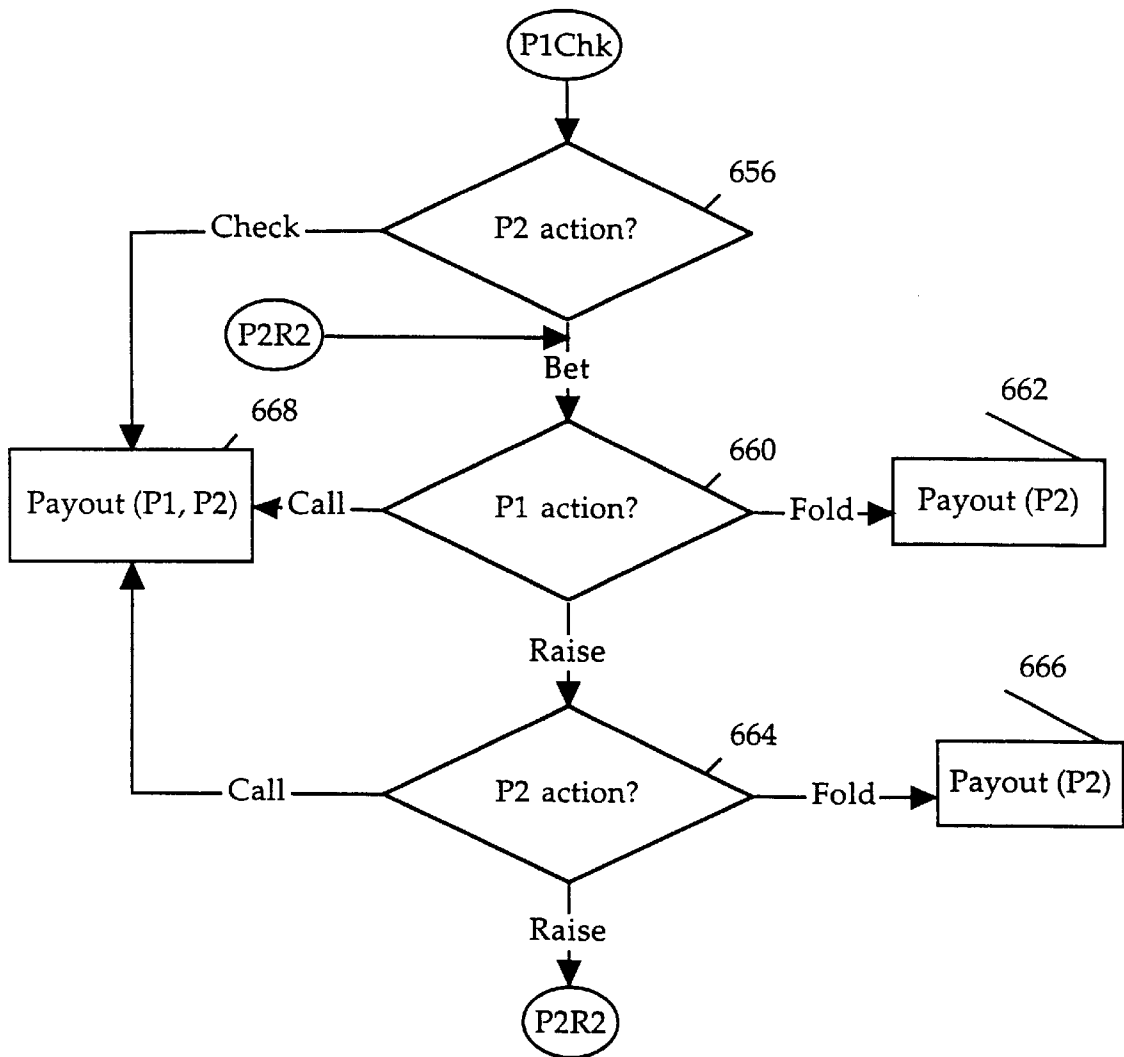 P1Chk
656
P2 action?
Check
P2R2
Bet
668
662
660
Payout (P1, P2)
Call
P1 action?
Fold
Payout (P2)
Raise
666
664
Call
P2 action?
Fold
Payout (P2)
Raise
P2R2